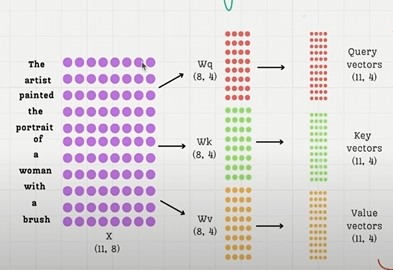 The
artist
painted
the
portrait
of
a
woman
with
a
brush
X
(11, 8)
Wq
(8, 4)
Wk
(8, 4)
Wv
(8, 4)
Query
vectors
(11, 4)
Key
vectors
(11, 4)
Value
vectors
(11, 4)